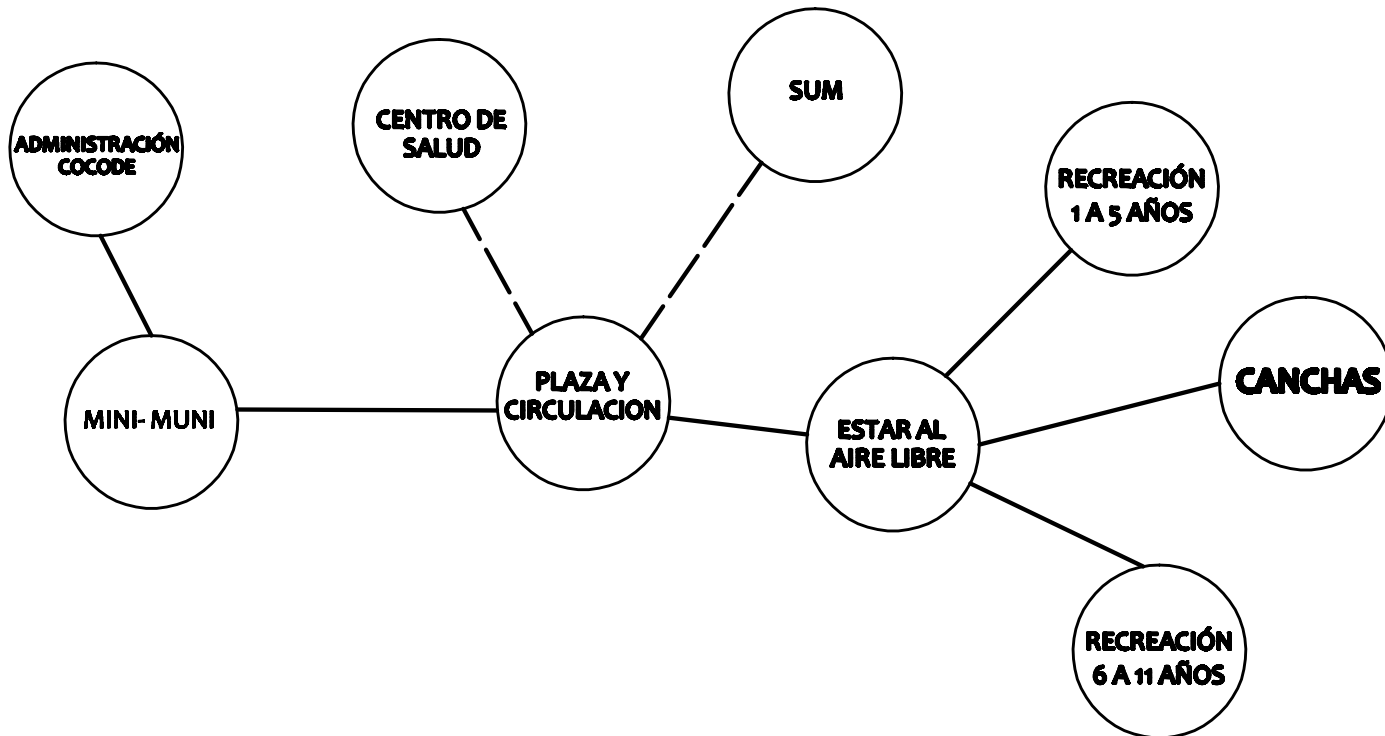 ADMINISTRACIÓN
COCODE
CENTRO DE
SALUD
SUM
RECREACIÓN
1 A 5 AÑOS
CANCHAS
MINI- MUNI
PLAZA Y
CIRCULACION
ESTAR AL
AIRE LIBRE
RECREACIÓN
6 A 11 AÑOS